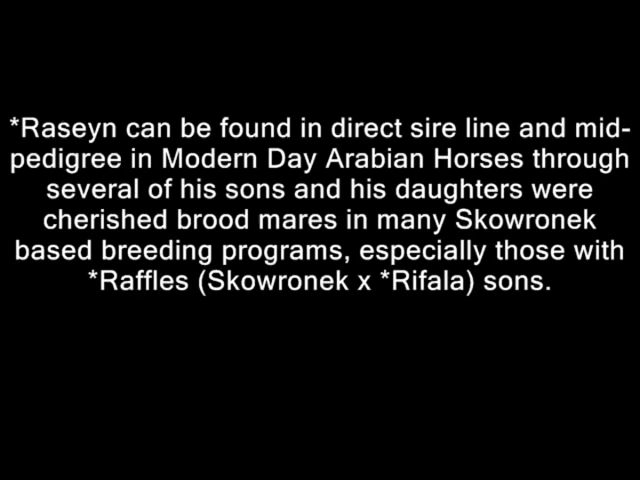 *Raseyn can be found in direct sire line and mid-
pedigree in Modern Day Arabian Horses through
several of his sons and his daughters were
cherished brood mares in many Skowronek
based breeding programs, especially those with
*Raffles (Skowronek x *Rifala) sons.